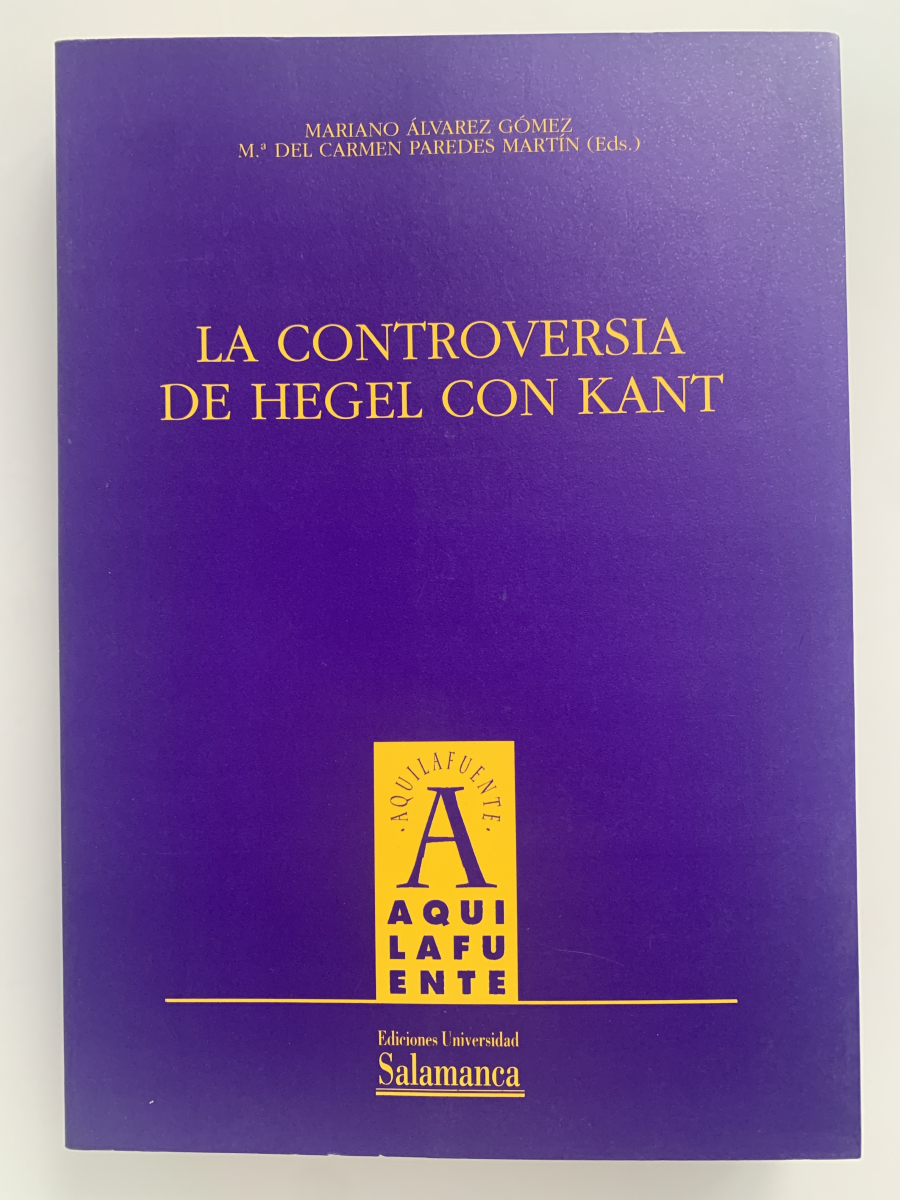 MARIANO ÁLVAREZ GÓMEZ
M.ª DEL CARMEN PAREDES MARTÍN (Eds.)
LA CONTROVERSIA
DE HEGEL CON KANT
·AQUILAFUENTE·
A
AQUI
LAFU
ENTE
Ediciones Universidad
Salamanca